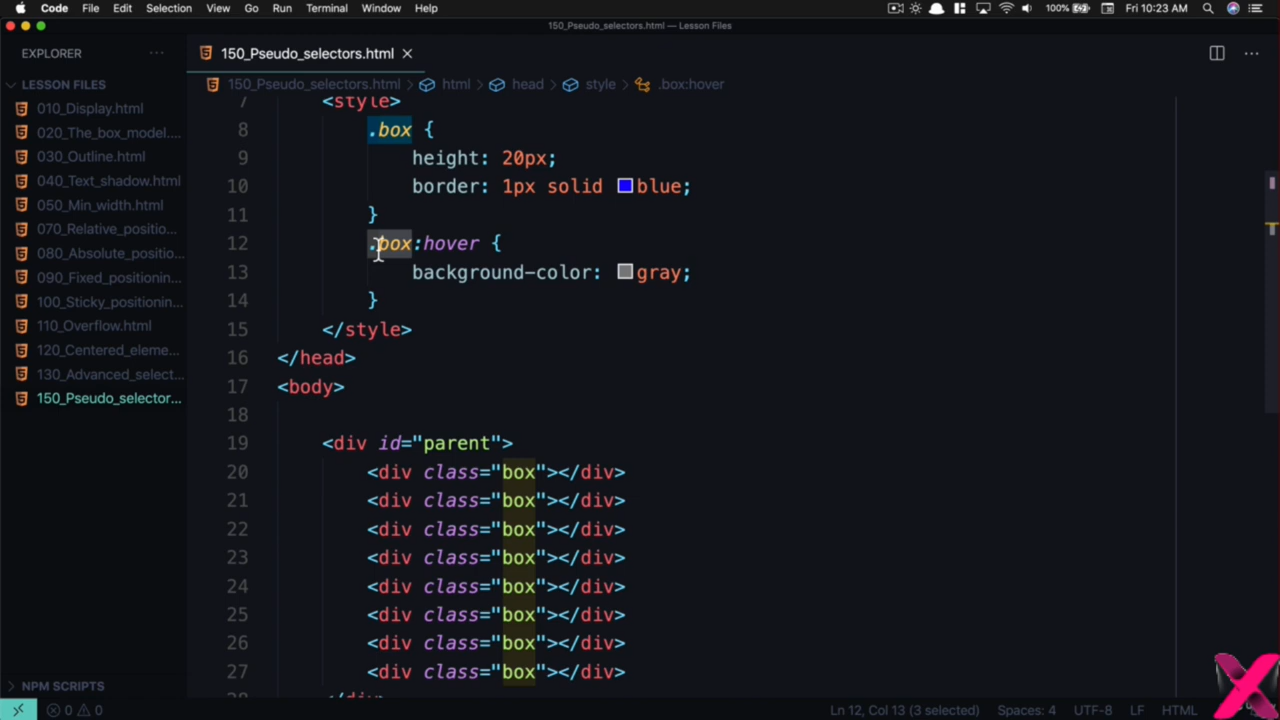 Code File Edit Selection View Go Run Terminal Window Help 100% Fri 10:23 AM
150_Pseudo_selectors.html — Lesson Files
EXPLORER
150_Pseudo_selectors.html
LESSON FILES
150_Pseudo_selectors.html > html > head > style > .box:hover
010_Display.html
020_The_box_model....
030_Outline.html
040_Text_shadow.html
050_Min_width.html
070_Relative_positio...
080_Absolute_positio...
090_Fixed_positionin...
100_Sticky_positionin...
110_Overflow.html
120_Centered_eleme...
130_Advanced_select...
150_Pseudo_selector...
NPM SCRIPTS
7 <style>
8 .box {
9 height: 20px;
10 border: 1px solid blue;
11 }
12 .box:hover {
13 background-color: gray;
14 }
15 </style>
16 </head>
17 <body>
18
19 <div id="parent">
20 <div class="box"></div>
21 <div class="box"></div>
22 <div class="box"></div>
23 <div class="box"></div>
24 <div class="box"></div>
25 <div class="box"></div>
26 <div class="box"></div>
27 <div class="box"></div>
28 </div>
0 0 Ln 12, Col 13 (3 selected) Spaces: 4 UTF-8 LF HTML
X